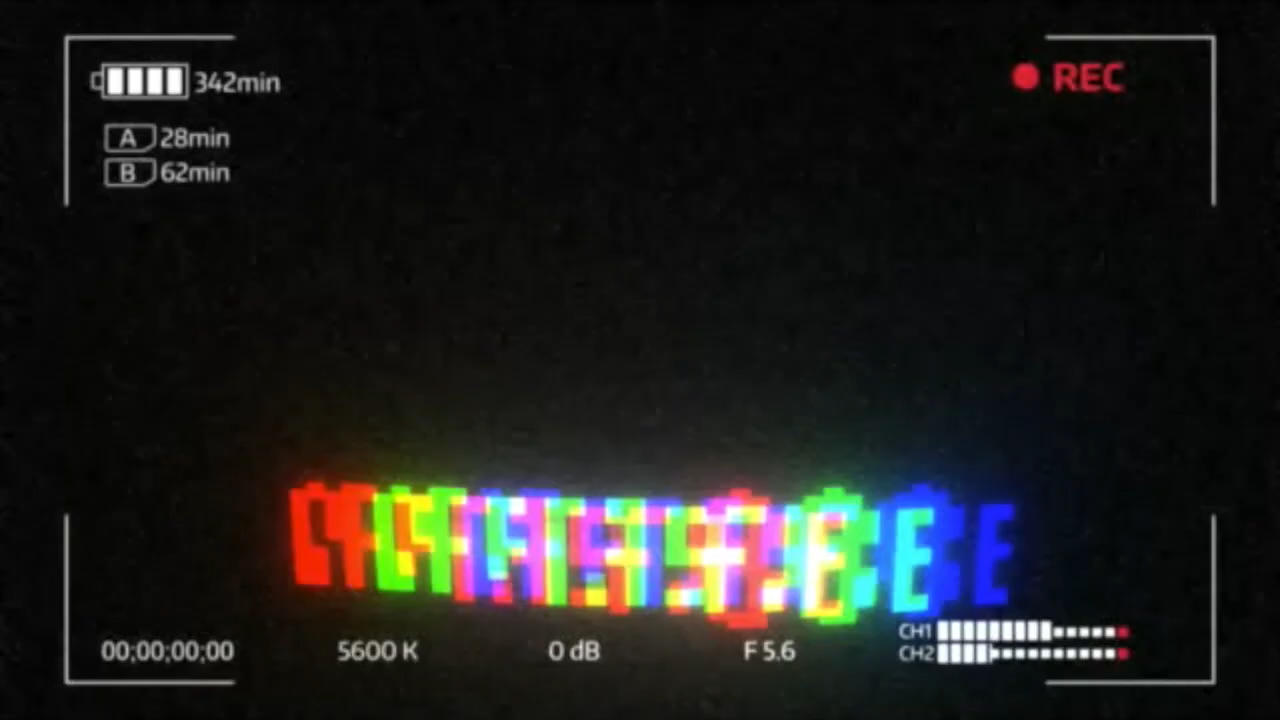 342min
REC
A 28min
B 62min
00;00;00;00
5600 K
0 dB
F 5.6
CH1
CH2